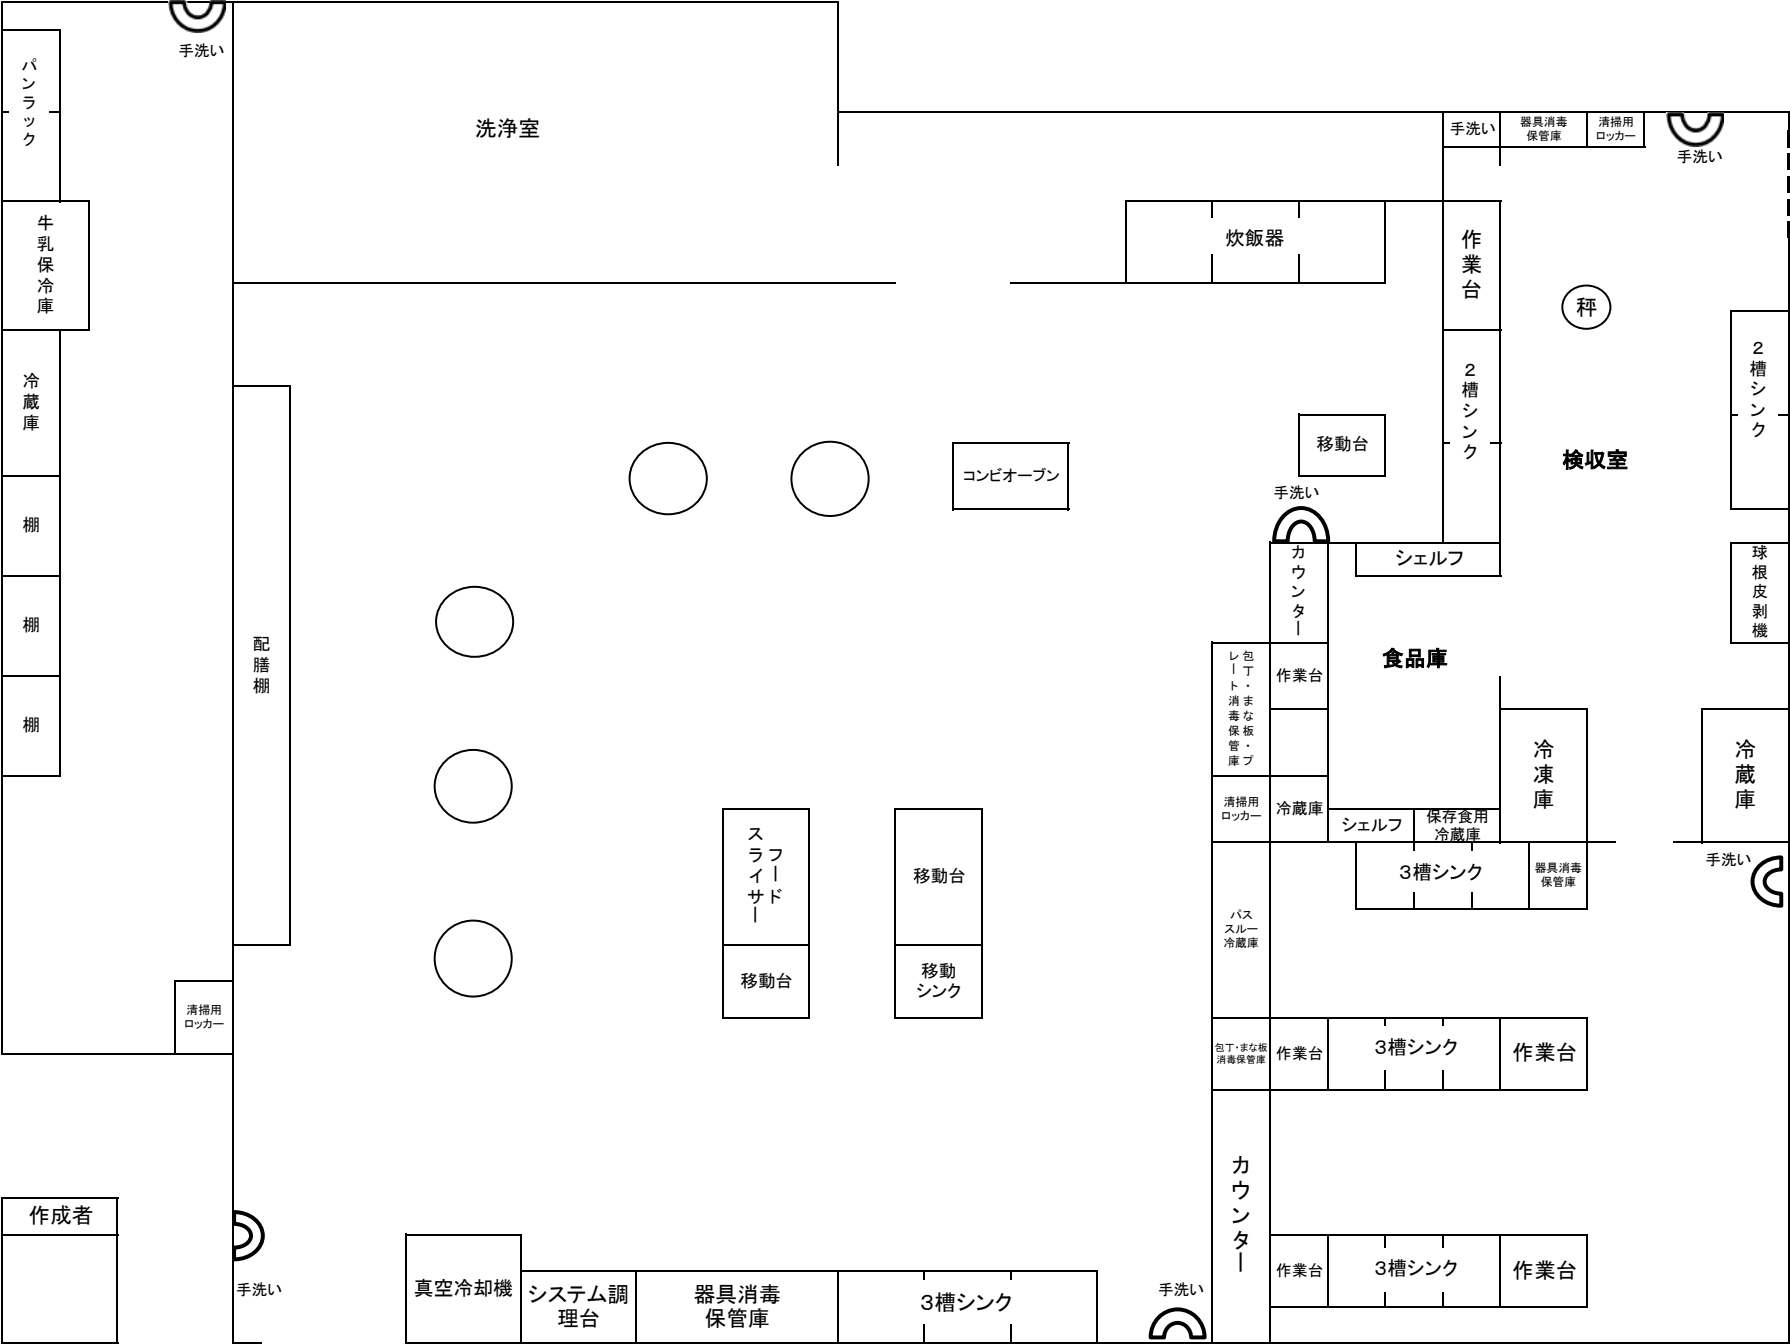 手洗い
パンラック
洗浄室
手洗い
器具消毒
保管庫
清掃用
ロッカー
手洗い
牛乳保冷庫
炊飯器
作業台
秤
2槽シンク
2槽シンク
冷蔵庫
移動台
検収室
コンビオーブン
手洗い
棚
カウンター
シェルフ
球根皮剥機
棚
配膳棚
食品庫
包丁・まな板・プ
レート消毒保管庫
作業台
棚
冷凍庫
冷蔵庫
清掃用
ロッカー
冷蔵庫
シェルフ
保存食用
冷蔵庫
フード
スライサー
移動台
3槽シンク
器具消毒
保管庫
手洗い
パス
スルー
冷蔵庫
移動台
移動
シンク
清掃用
ロッカー
包丁・まな板
消毒保管庫
作業台
3槽シンク
作業台
カウンター
作成者
手洗い
真空冷却機
システム調
理台
器具消毒
保管庫
3槽シンク
手洗い
作業台
3槽シンク
作業台